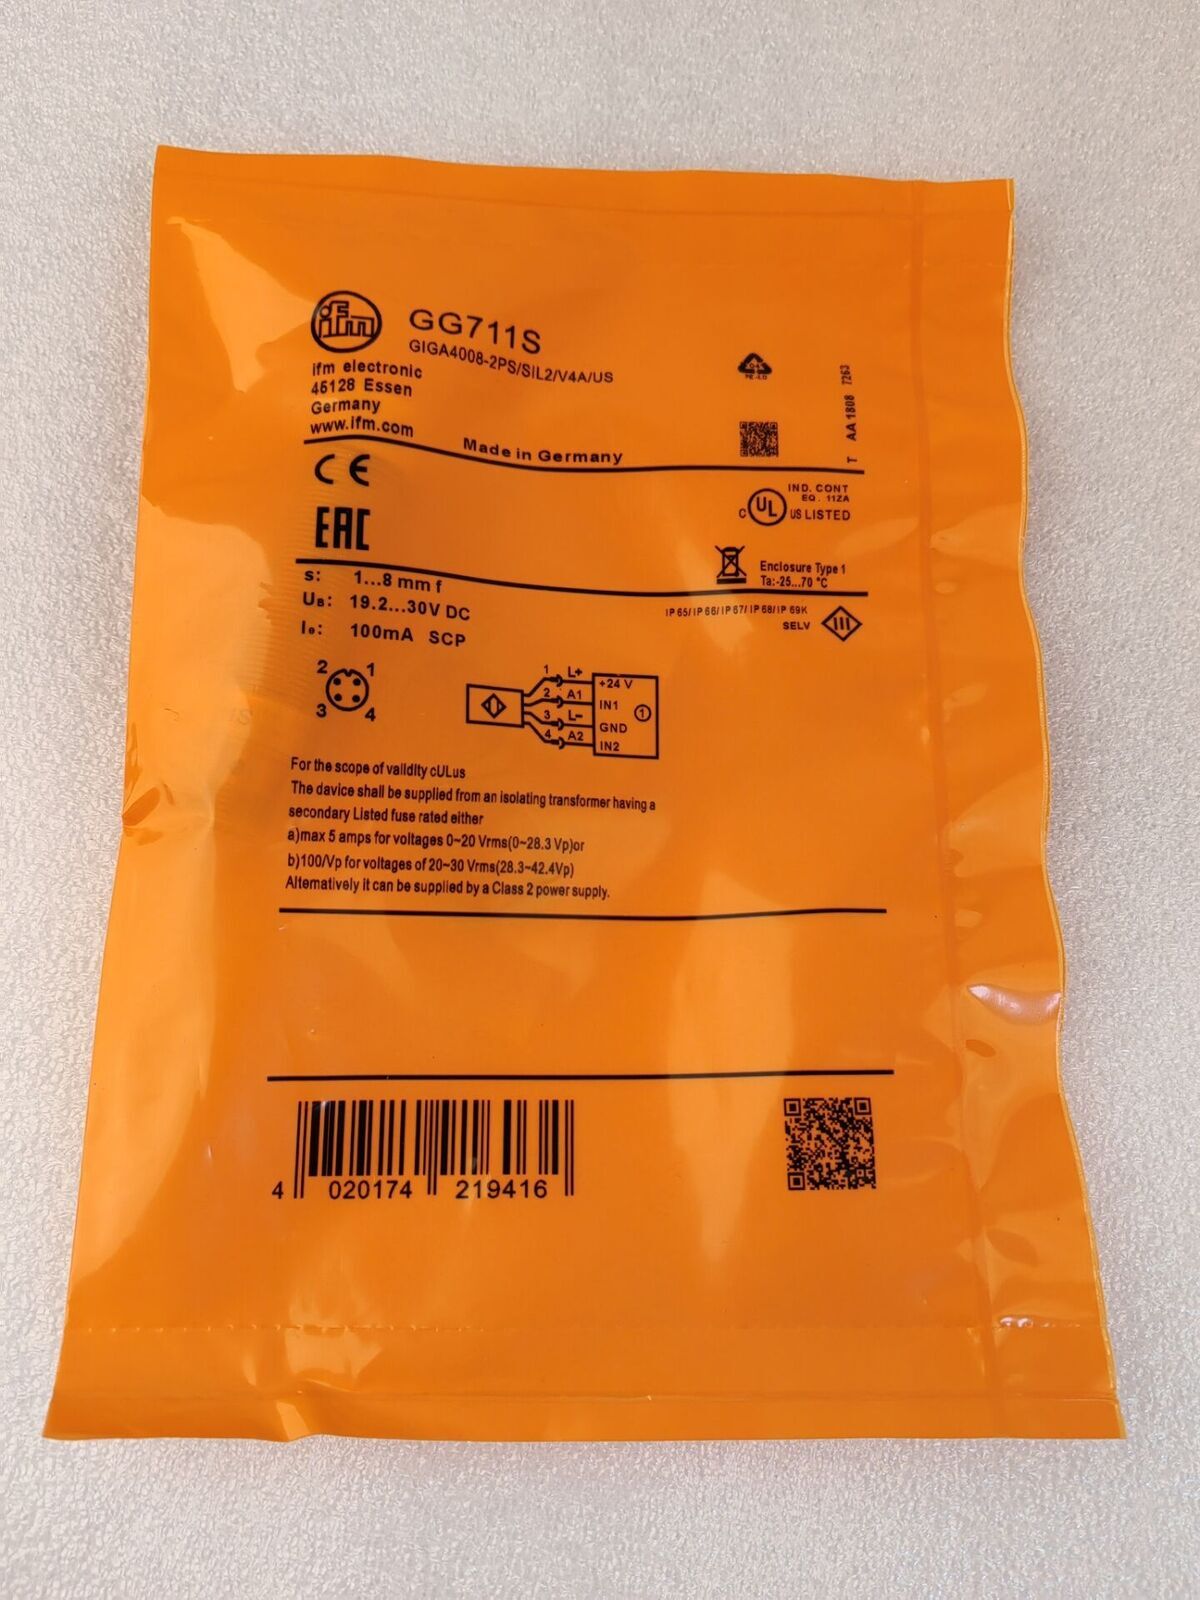 ifm
GG711S
GIGA4008-2PS/SIL2/V4A/US
ifm electronic
45128 Essen
Germany
www.ifm.com
Made in Germany
T AA 1808 7263
CE
EAC
C UL US LISTED
IND. CONT
EQ. 11ZA
Enclosure Type 1
Ta:-25...70 °C
s: 1...8 mm f
UB: 19.2...30V DC
Ie: 100mA SCP
IP 65/ IP 66/ IP 67/ IP 68/ IP 69K
SELV III
2 1
3 4
1 L+ +24 V
2 A1 IN1
3 L– GND
4 A2 IN2
1
For the scope of validity cULus
The device shall be supplied from an isolating transformer having a
secondary Listed fuse rated either
a)max 5 amps for voltages 0~20 Vrms(0~28.3 Vp)or
b)100/Vp for voltages of 20~30 Vrms(28.3~42.4Vp)
Alternatively it can be supplied by a Class 2 power supply.
4 020174 219416